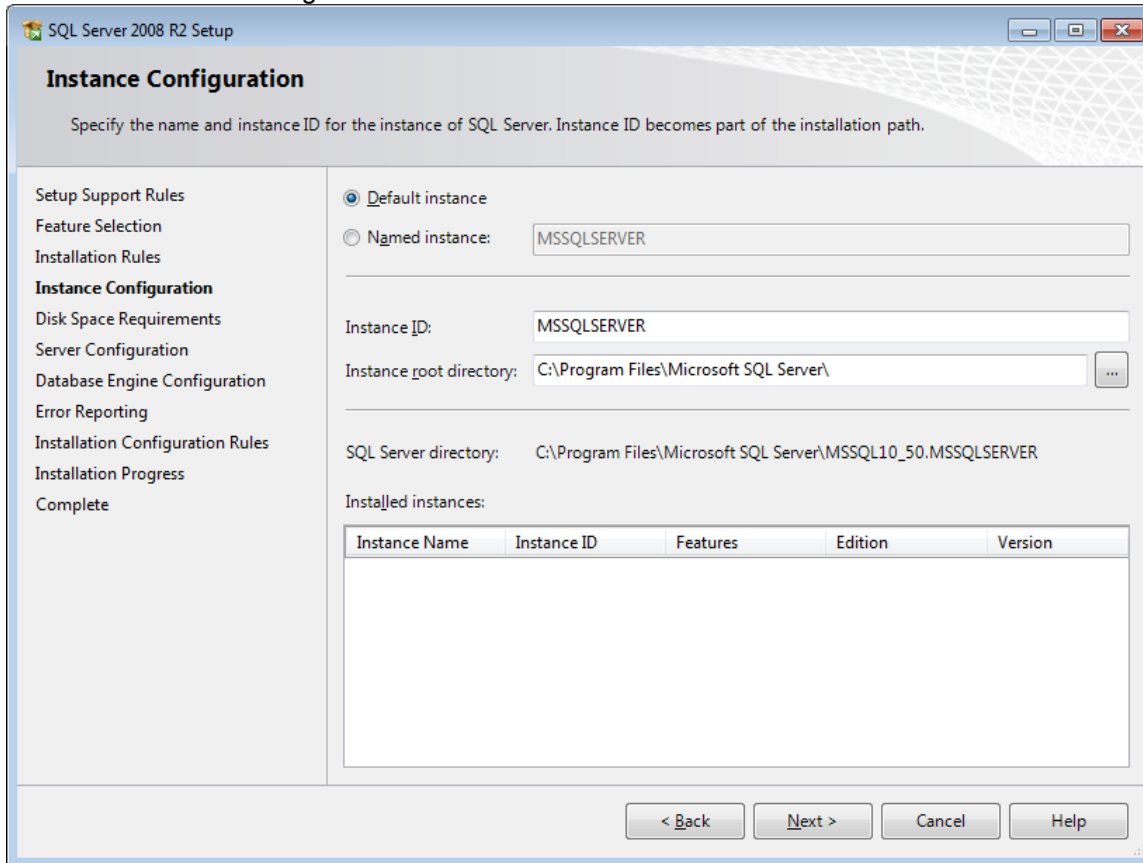 SQL Server 2008 R2 Setup
Instance Configuration
Specify the name and instance ID for the instance of SQL Server. Instance ID becomes part of the installation path.
Setup Support Rules
Feature Selection
Installation Rules
Instance Configuration
Disk Space Requirements
Server Configuration
Database Engine Configuration
Error Reporting
Installation Configuration Rules
Installation Progress
Complete
Default instance
Named instance: MSSQLSERVER
Instance ID: MSSQLSERVER
Instance root directory: C:\Program Files\Microsoft SQL Server\ ...
SQL Server directory: C:\Program Files\Microsoft SQL Server\MSSQL10_50.MSSQLSERVER
Installed instances:
Instance Name Instance ID Features Edition Version
< Back Next > Cancel Help